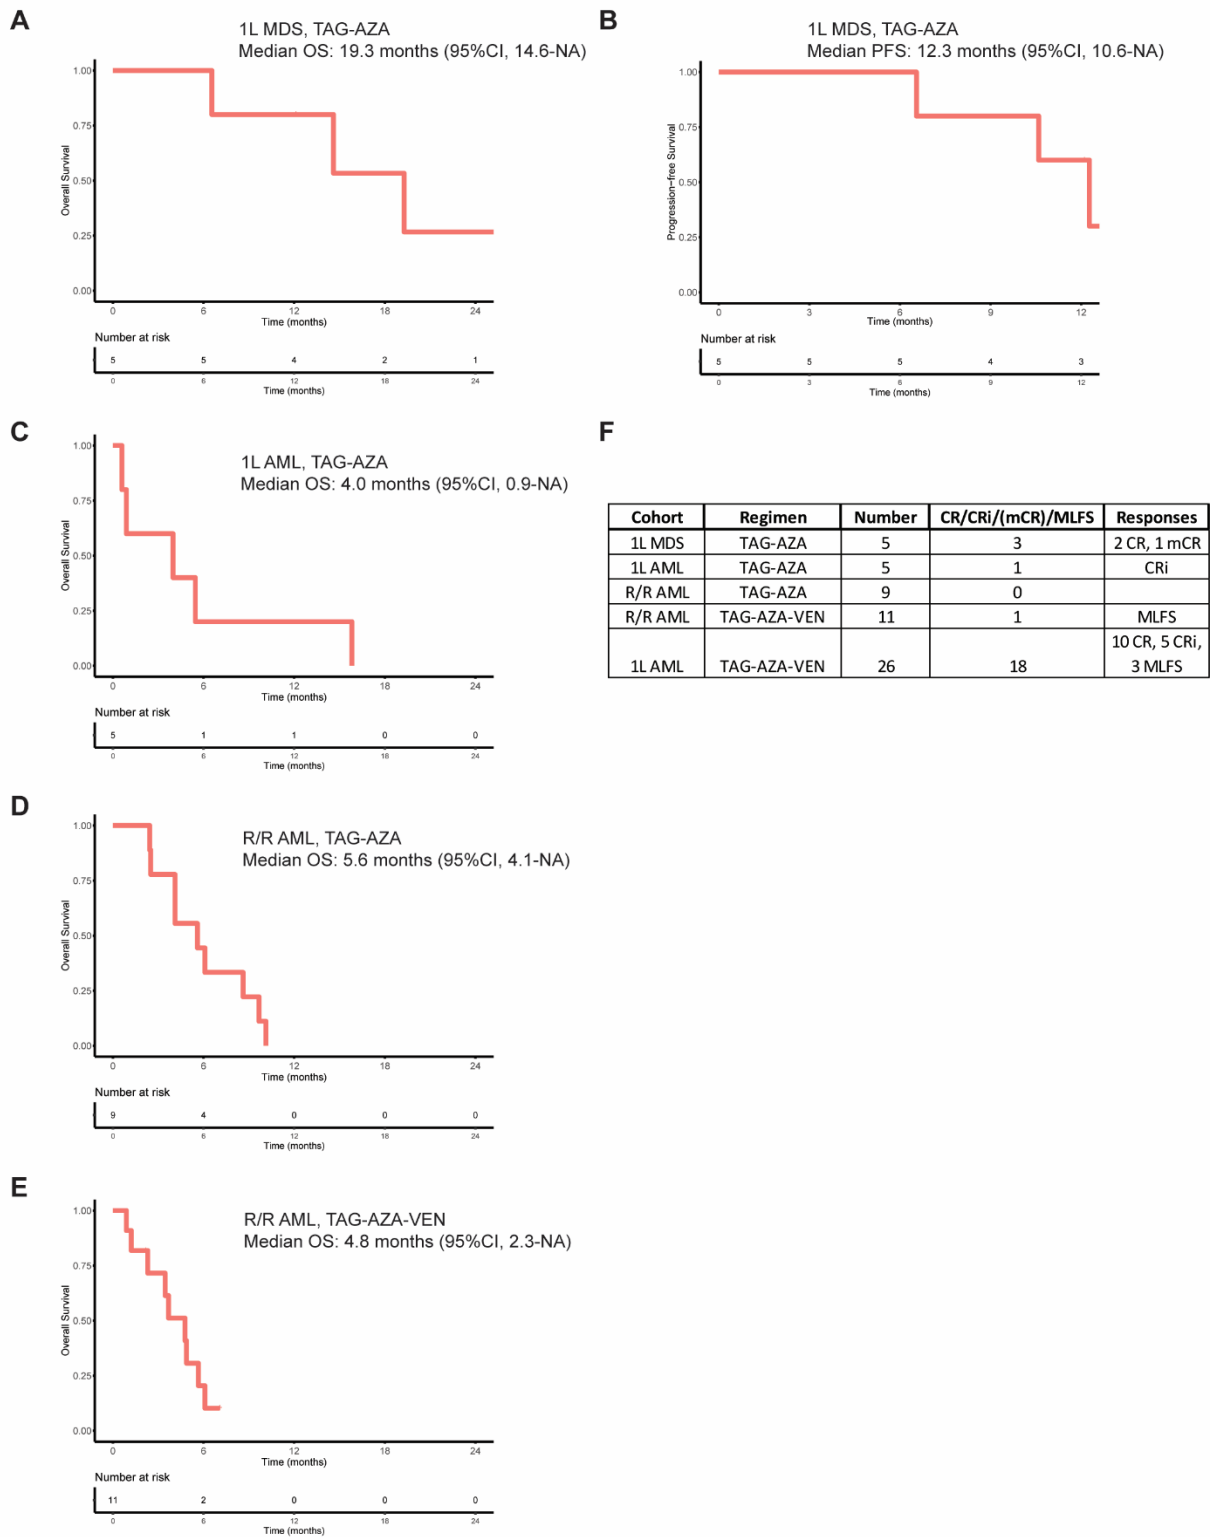 A
1L MDS, TAG-AZA
Median OS: 19.3 months (95%CI, 14.6-NA)
Overall Survival
1.00
0.75
0.50
0.25
0.00
0 6 12 18 24
Time (months)
Number at risk
5 5 4 2 1
0 6 12 18 24
Time (months)
B
1L MDS, TAG-AZA
Median PFS: 12.3 months (95%CI, 10.6-NA)
Progression-free Survival
1.00
0.75
0.50
0.25
0.00
0 3 6 9 12
Time (months)
Number at risk
5 5 5 4 3
0 3 6 9 12
Time (months)
C
1L AML, TAG-AZA
Median OS: 4.0 months (95%CI, 0.9-NA)
Overall Survival
1.00
0.75
0.50
0.25
0.00
0 6 12 18 24
Time (months)
Number at risk
5 1 1 0 0
0 6 12 18 24
Time (months)
F
Cohort Regimen Number CR/CRi/(mCR)/MLFS Responses
1L MDS TAG-AZA 5 3 2 CR, 1 mCR
1L AML TAG-AZA 5 1 CRi
R/R AML TAG-AZA 9 0
R/R AML TAG-AZA-VEN 11 1 MLFS
10 CR, 5 CRi,
1L AML TAG-AZA-VEN 26 18 3 MLFS
D
R/R AML, TAG-AZA
Median OS: 5.6 months (95%CI, 4.1-NA)
Overall Survival
1.00
0.75
0.50
0.25
0.00
0 6 12 18 24
Time (months)
Number at risk
9 4 0 0 0
0 6 12 18 24
Time (months)
E
R/R AML, TAG-AZA-VEN
Median OS: 4.8 months (95%CI, 2.3-NA)
Overall Survival
1.00
0.75
0.50
0.25
0.00
0 6 12 18 24
Time (months)
Number at risk
11 2 0 0 0
0 6 12 18 24
Time (months)